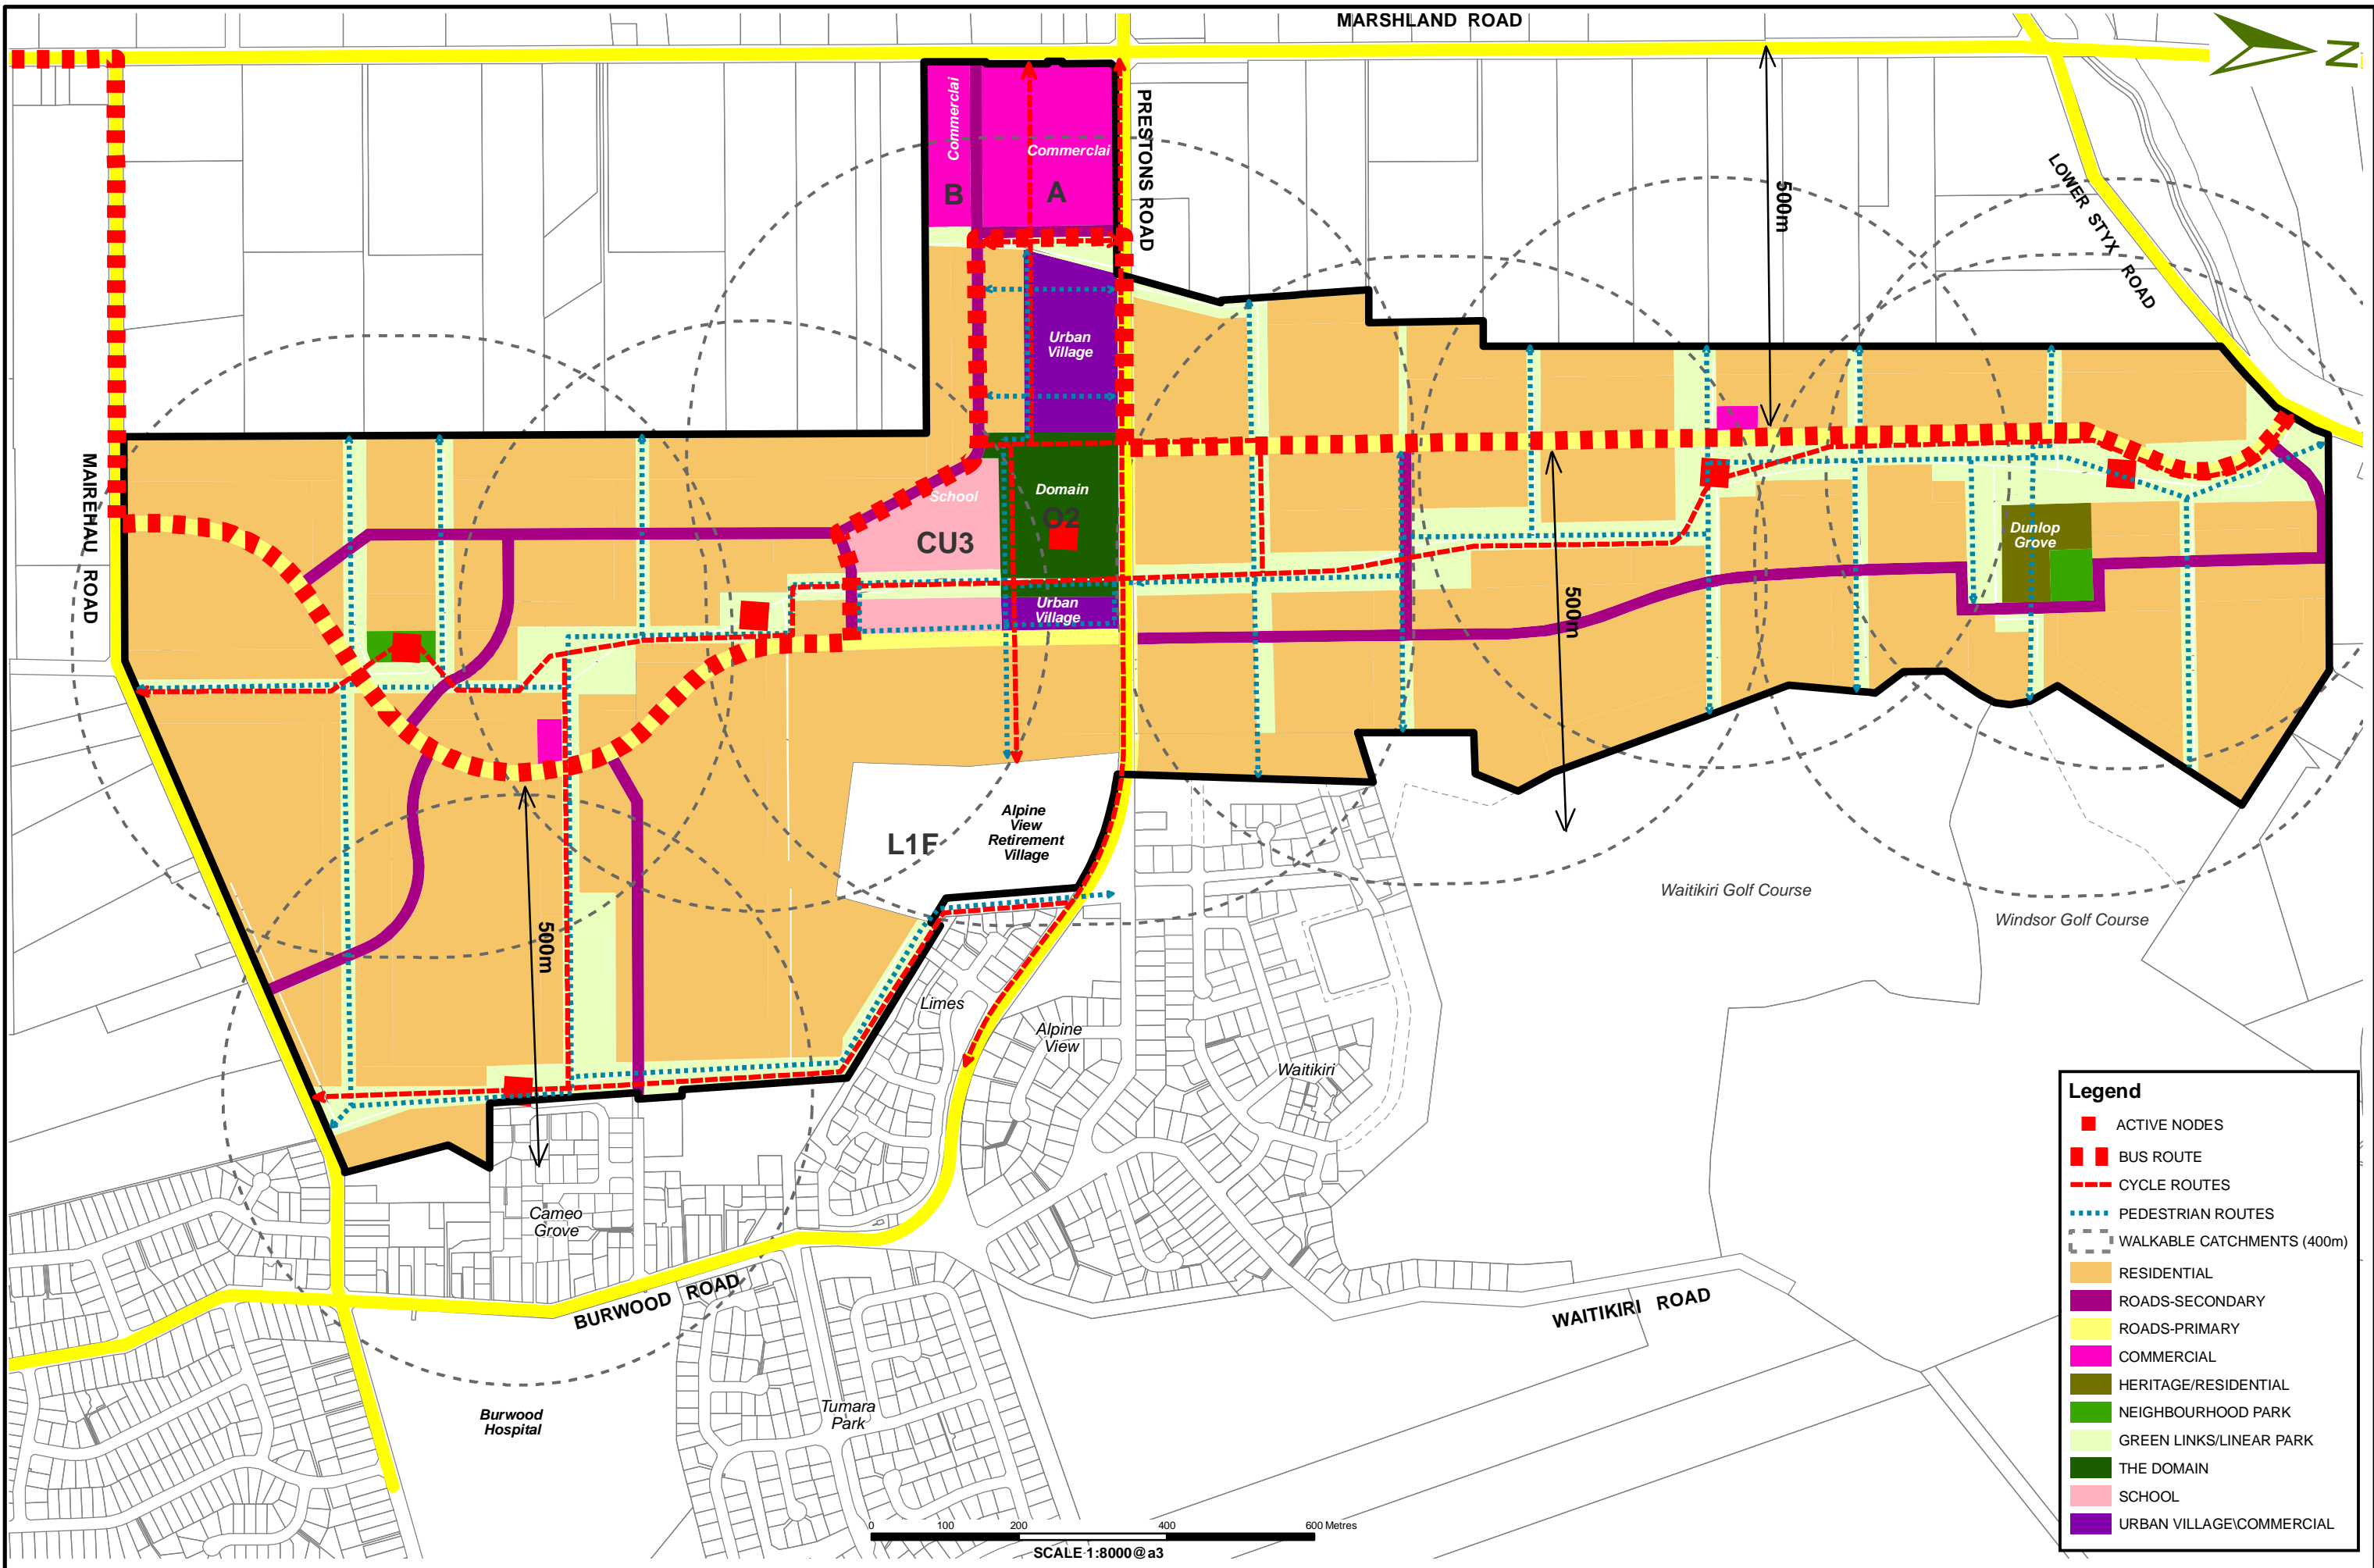 MARSHLAND ROAD
N
Commerclai
Commerclai
B
A
PRESTONS ROAD
500m
LOWER STYX ROAD
Urban
Village
MAIREHAU ROAD
School
CU3
Domain
O2
Dunlop
Grove
Urban
Village
500m
L1F
Alpine
View
Retirement
Village
Waitikiri Golf Course
Windsor Golf Course
500m
Limes
Alpine
View
Waitikiri
Cameo
Grove
BURWOOD ROAD
WAITIKIRI ROAD
Burwood
Hospital
Tumara
Park
Legend
ACTIVE NODES
BUS ROUTE
CYCLE ROUTES
PEDESTRIAN ROUTES
WALKABLE CATCHMENTS (400m)
RESIDENTIAL
ROADS-SECONDARY
ROADS-PRIMARY
COMMERCIAL
HERITAGE/RESIDENTIAL
NEIGHBOURHOOD PARK
GREEN LINKS/LINEAR PARK
THE DOMAIN
SCHOOL
URBAN VILLAGE\COMMERCIAL
0 100 200 400 600 Metres
SCALE 1:8000@a3